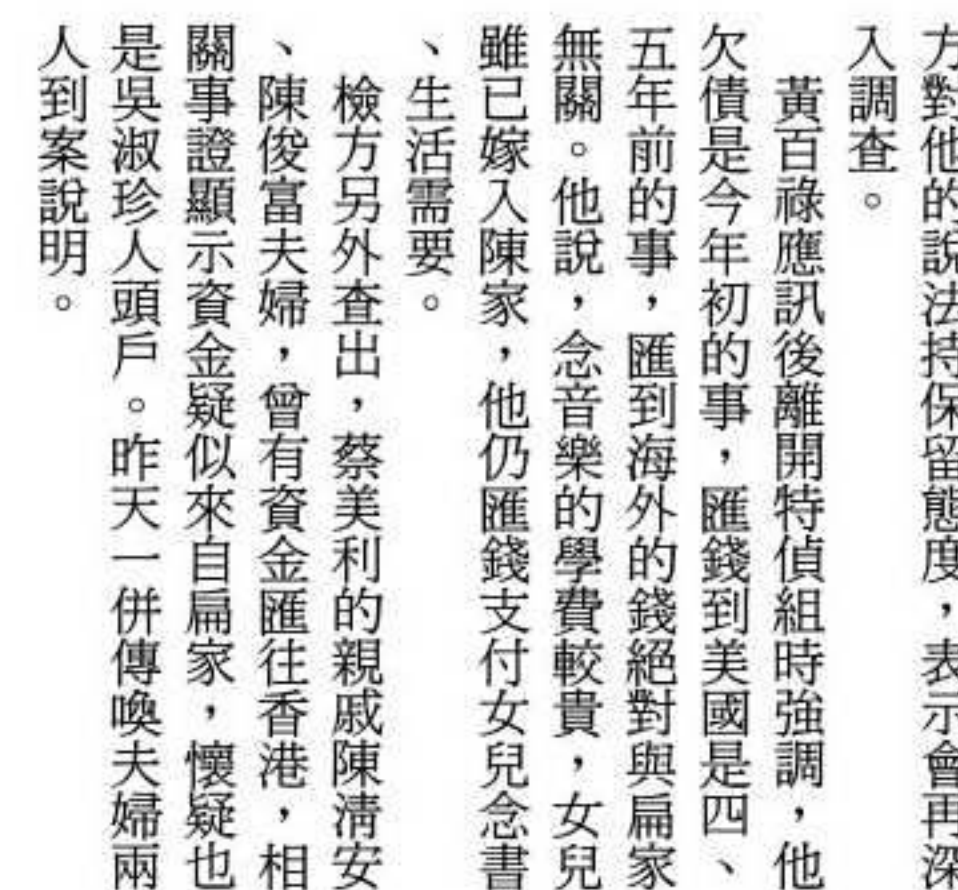 方對他的說法持保留態度，表示會再深
入調查。
黃百祿應訊後離開特偵組時強調，他
欠債是今年初的事，匯錢到美國是四、
五年前的事，匯到海外的錢絕對與扁家
無關。他說，念音樂的學費較貴，女兒
雖已嫁入陳家，他仍匯錢支付女兒念書
、生活需要。
檢方另外查出，蔡美利的親戚陳淸安
、陳俊富夫婦，曾有資金匯往香港，相
關事證顯示資金疑似來自扁家，懷疑也
是吳淑珍人頭戶。昨天一併傳喚夫婦兩
人到案說明。